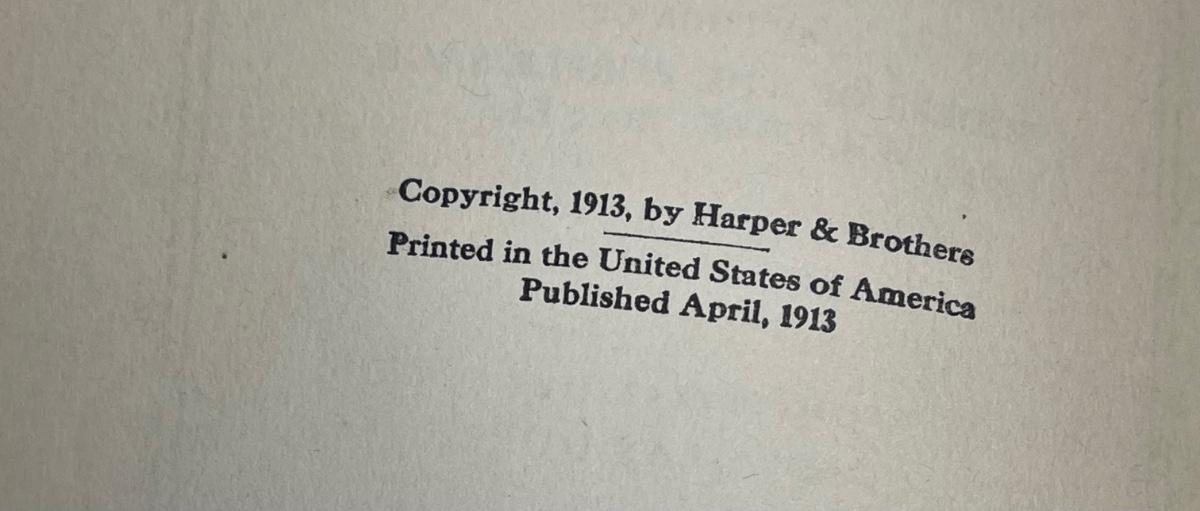 Copyright, 1913, by Harper & Brothers
Printed in the United States of America
Published April, 1913